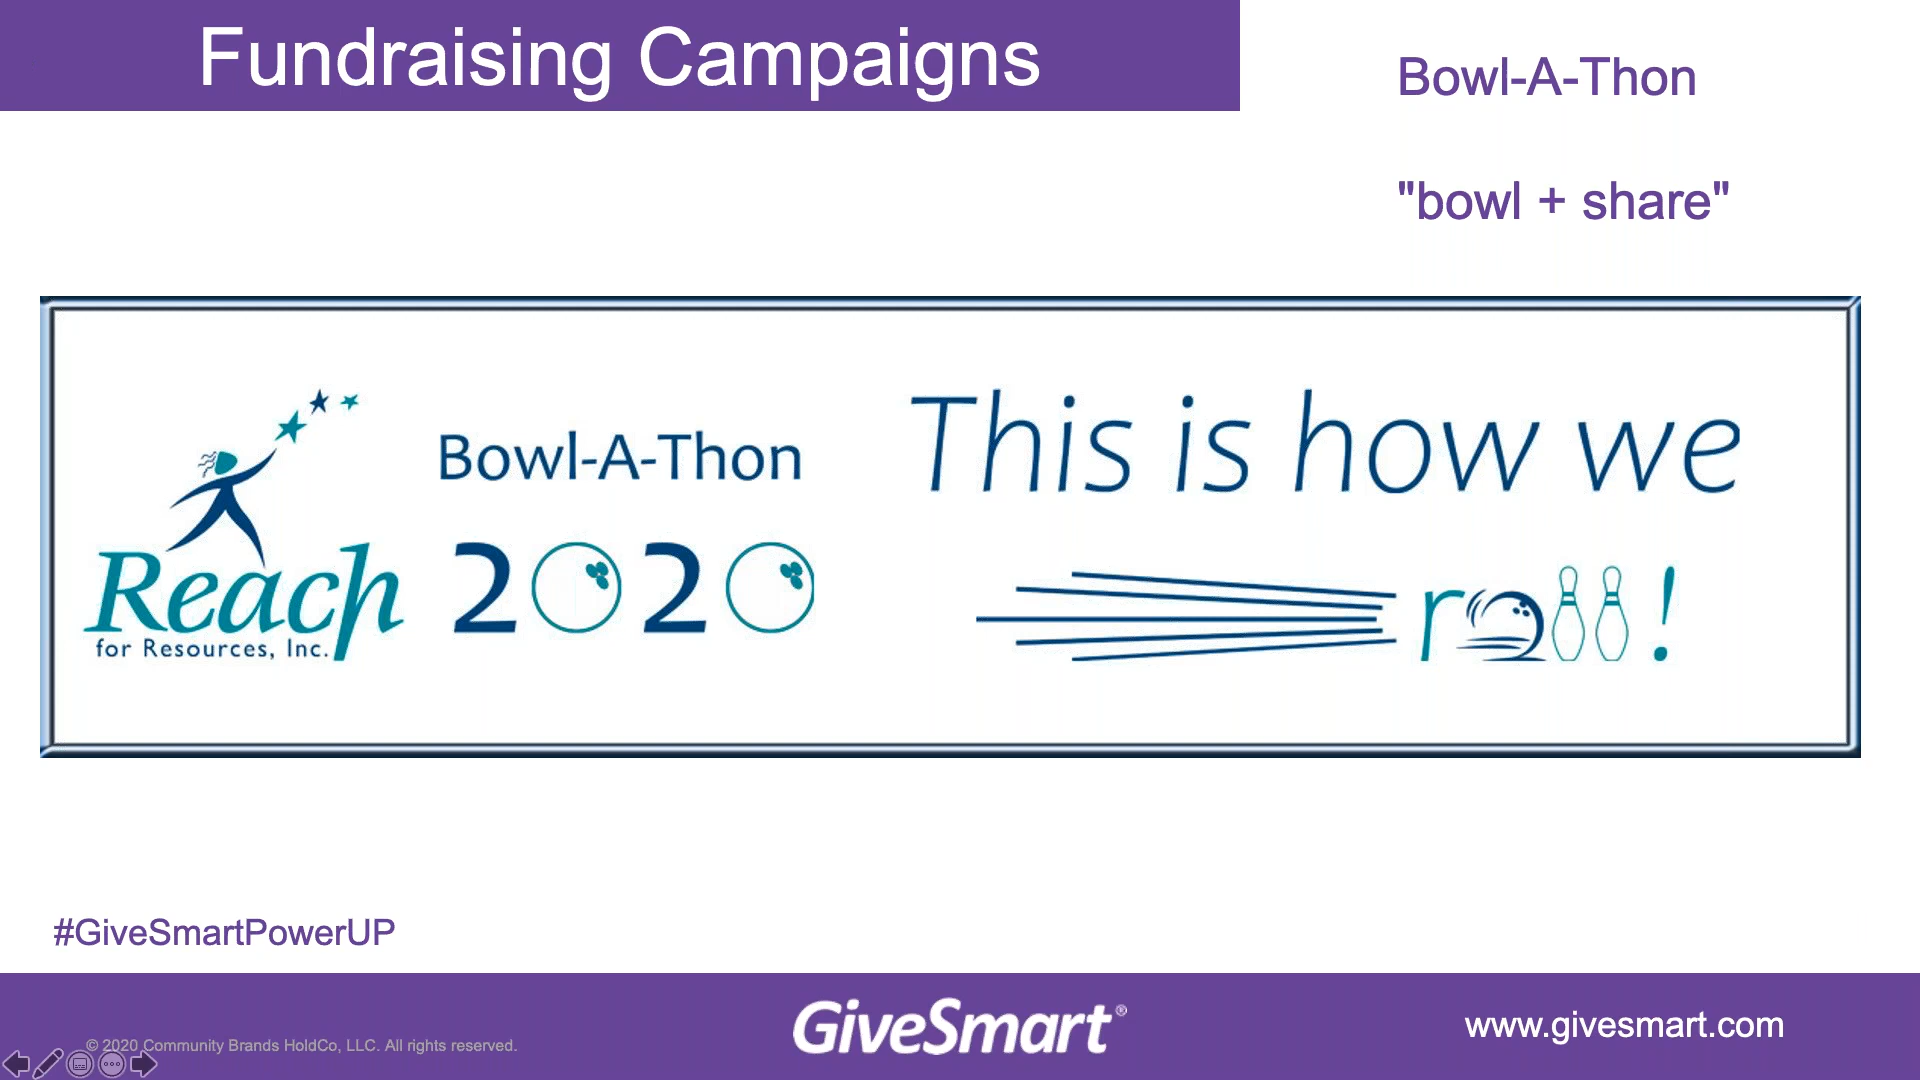 Fundraising Campaigns
Bowl-A-Thon
"bowl + share"
Reach
for Resources, Inc.
Bowl-A-Thon
2020
This is how we
roll!
#GiveSmartPowerUP
© 2020 Community Brands HoldCo, LLC. All rights reserved.
GiveSmart®
www.givesmart.com